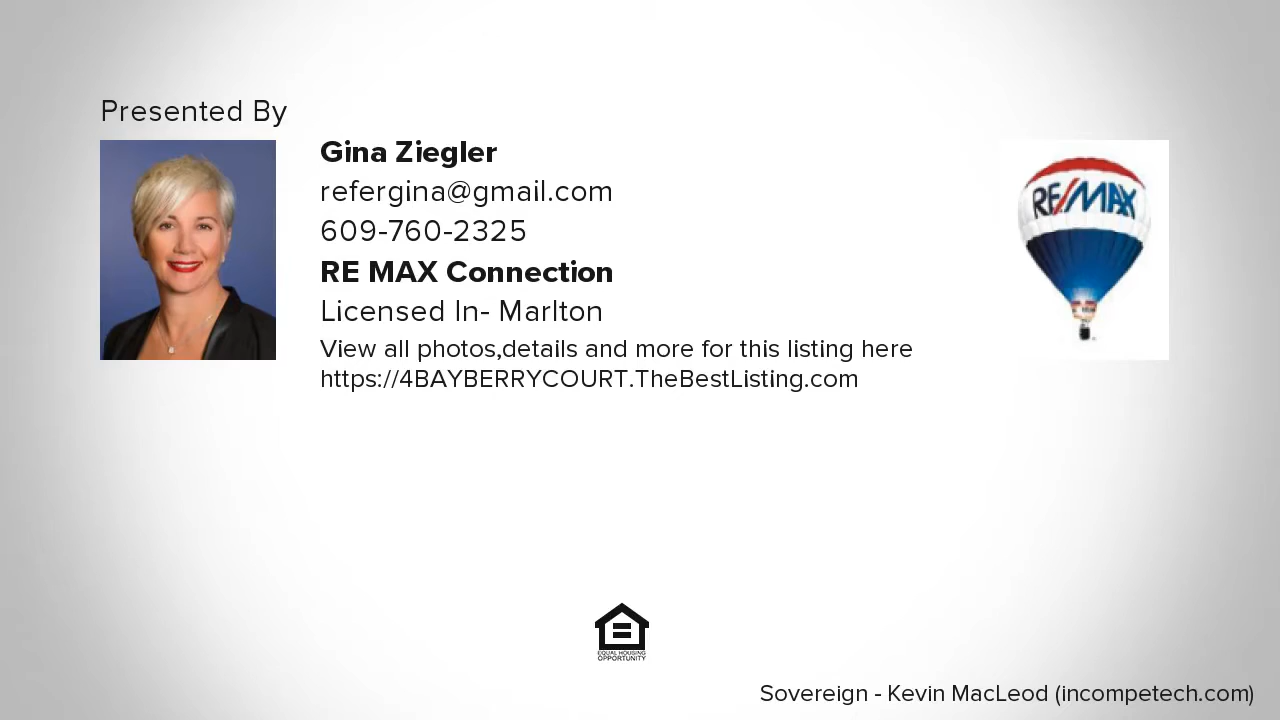 Presented By
Gina Ziegler
refergina@gmail.com
609-760-2325
RE MAX Connection
Licensed In- Marlton
View all photos,details and more for this listing here
https://4BAYBERRYCOURT.TheBestListing.com
RE/MAX
EQUAL HOUSING
OPPORTUNITY
Sovereign - Kevin MacLeod (incompetech.com)